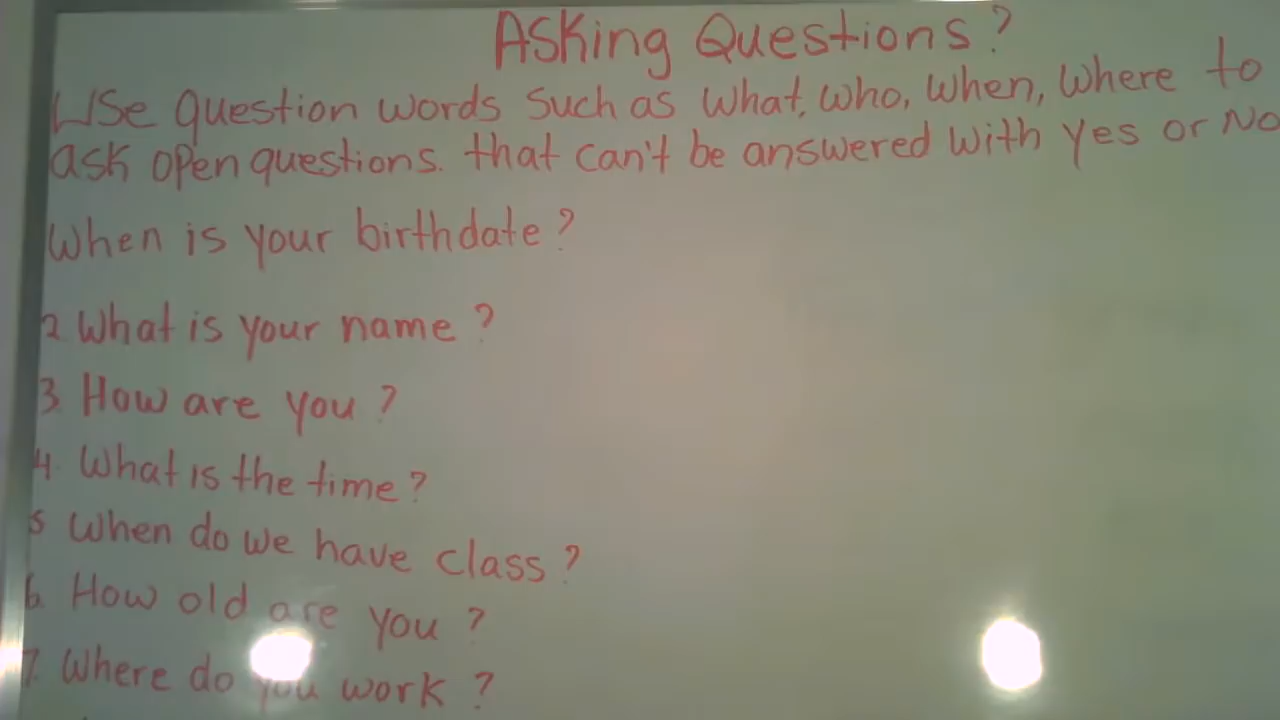 Asking Questions?
Use question words such as what, who, when, where to
ask open questions. that can't be answered with yes or No
When is your birthdate?
2 What is your name?
3. How are you?
4. What is the time?
5 When do we have class?
6. How old are you?
7. Where do you work?